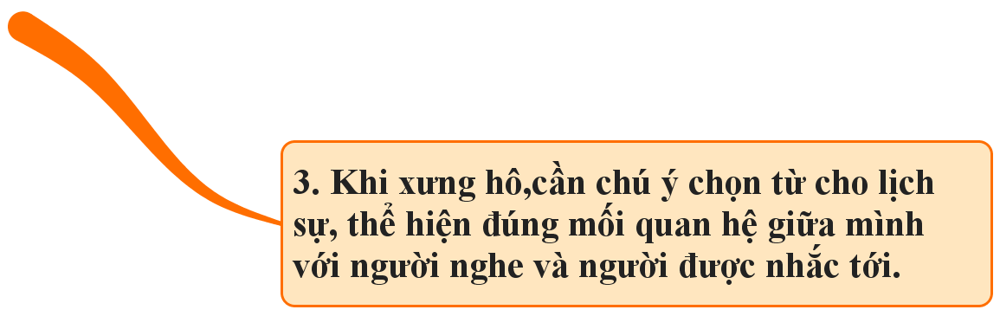 3. Khi xưng hô,cần chú ý chọn từ cho lịch
sự, thể hiện đúng mối quan hệ giữa mình
với người nghe và người được nhắc tới.